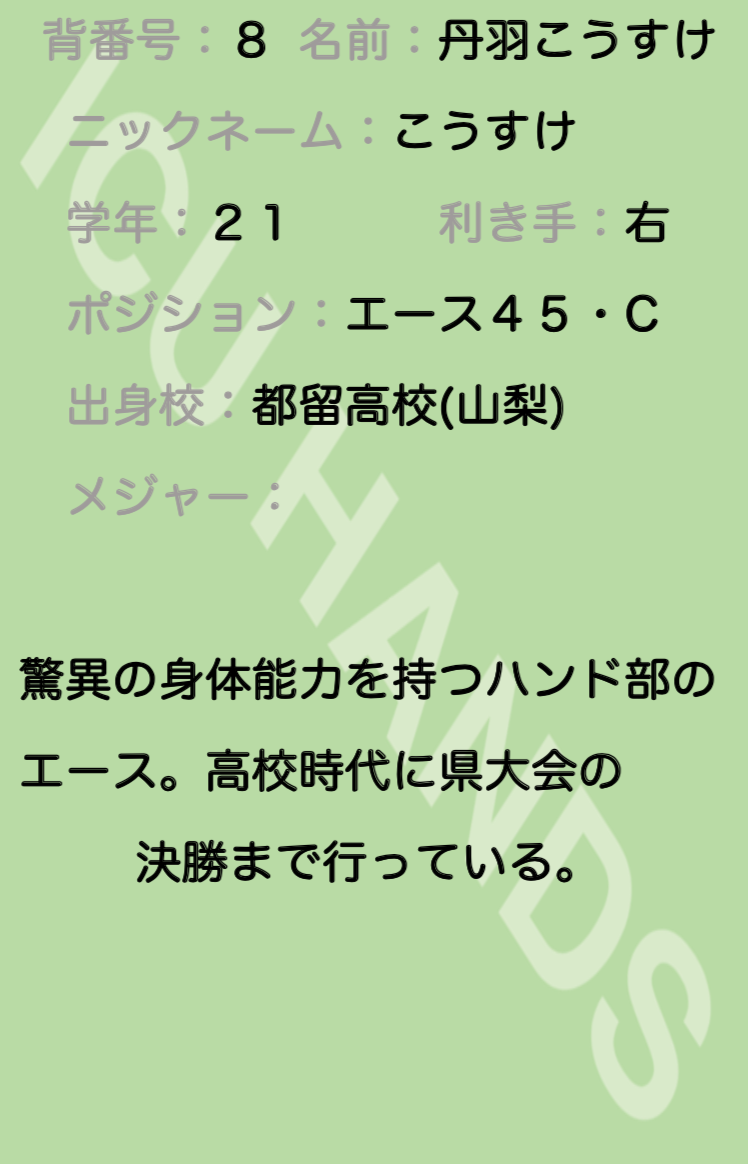 背番号：８ 名前：丹羽こうすけ
ニックネーム：こうすけ
学年：２１ 利き手：右
ポジション：エース４５・C
出身校：都留高校(山梨)
メジャー：
驚異の身体能力を持つハンド部の
エース。高校時代に県大会の
決勝まで行っている。
ICU HANDS